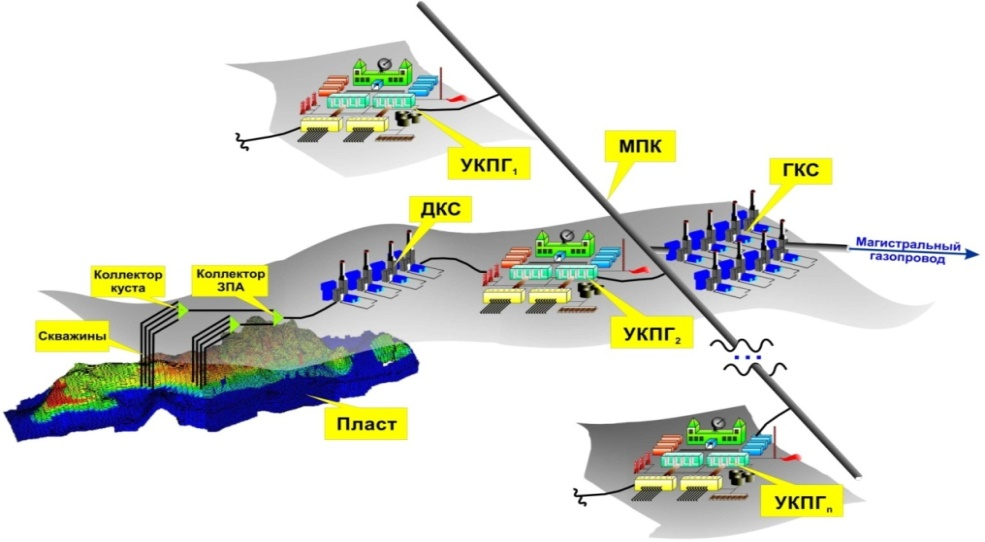 УКПГ1
МПК
ГКС
ДКС
Магистральный
газопровод
Коллектор
куста
Коллектор
ЗПА
Скважины
УКПГ2
Пласт
УКПГn